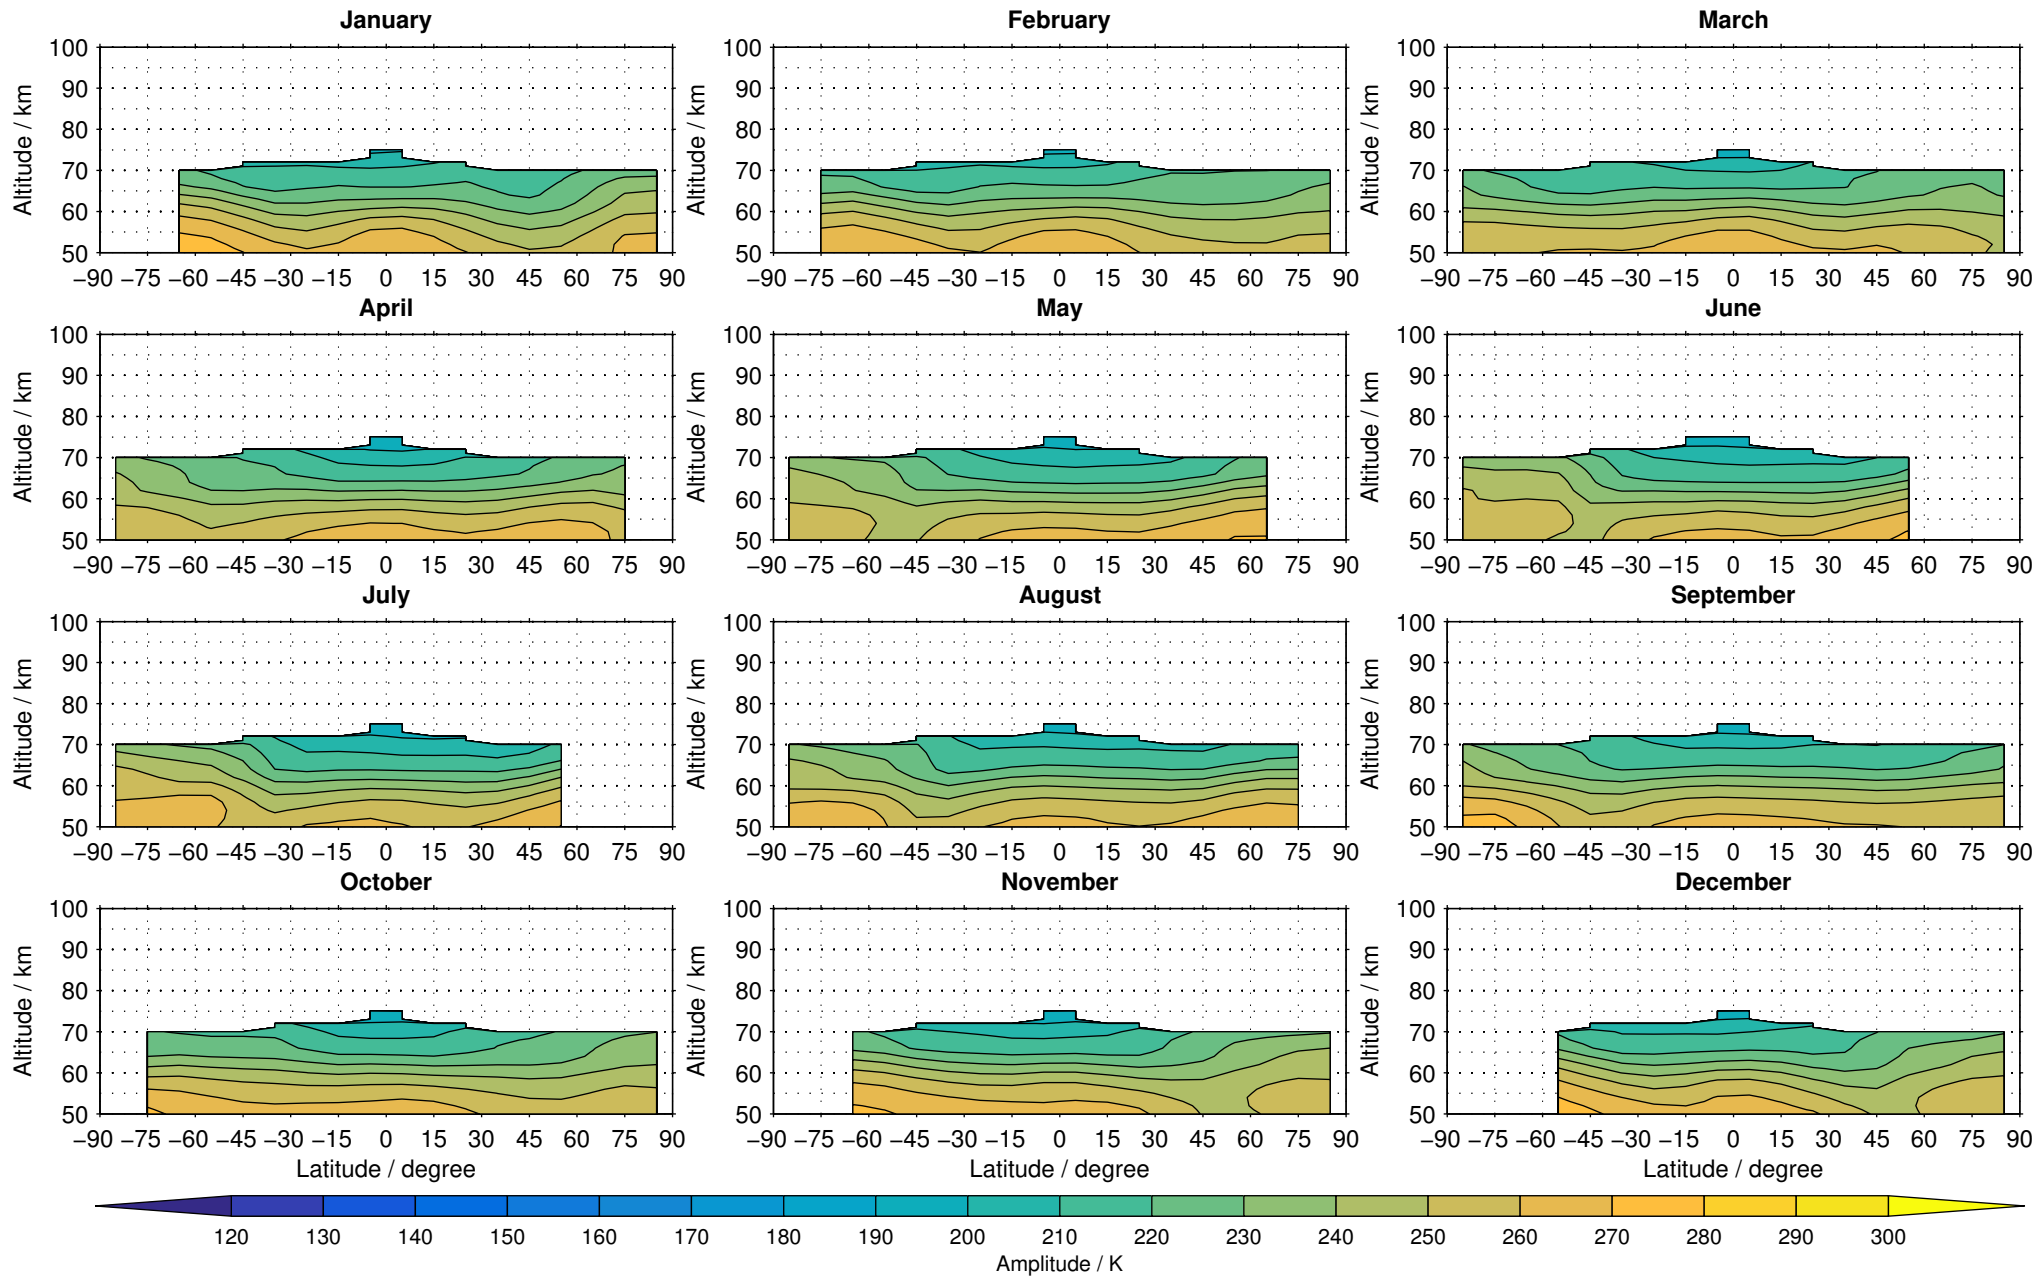 January February March
100 100 100
90 90 90
80 80 80
70 70 70
60 60 60
50 50 50
Altitude / km Altitude / km Altitude / km
−90 −75 −60 −45 −30 −15 0 15 30 45 60 75 90 −90 −75 −60 −45 −30 −15 0 15 30 45 60 75 90 −90 −75 −60 −45 −30 −15 0 15 30 45 60 75 90
April May June
100 100 100
90 90 90
80 80 80
70 70 70
60 60 60
50 50 50
Altitude / km Altitude / km Altitude / km
−90 −75 −60 −45 −30 −15 0 15 30 45 60 75 90 −90 −75 −60 −45 −30 −15 0 15 30 45 60 75 90 −90 −75 −60 −45 −30 −15 0 15 30 45 60 75 90
July August September
100 100 100
90 90 90
80 80 80
70 70 70
60 60 60
50 50 50
Altitude / km Altitude / km Altitude / km
−90 −75 −60 −45 −30 −15 0 15 30 45 60 75 90 −90 −75 −60 −45 −30 −15 0 15 30 45 60 75 90 −90 −75 −60 −45 −30 −15 0 15 30 45 60 75 90
October November December
100 100 100
90 90 90
80 80 80
70 70 70
60 60 60
50 50 50
Altitude / km Altitude / km Altitude / km
−90 −75 −60 −45 −30 −15 0 15 30 45 60 75 90 −90 −75 −60 −45 −30 −15 0 15 30 45 60 75 90 −90 −75 −60 −45 −30 −15 0 15 30 45 60 75 90
Latitude / degree Latitude / degree Latitude / degree
120 130 140 150 160 170 180 190 200 210 220 230 240 250 260 270 280 290 300
Amplitude / K